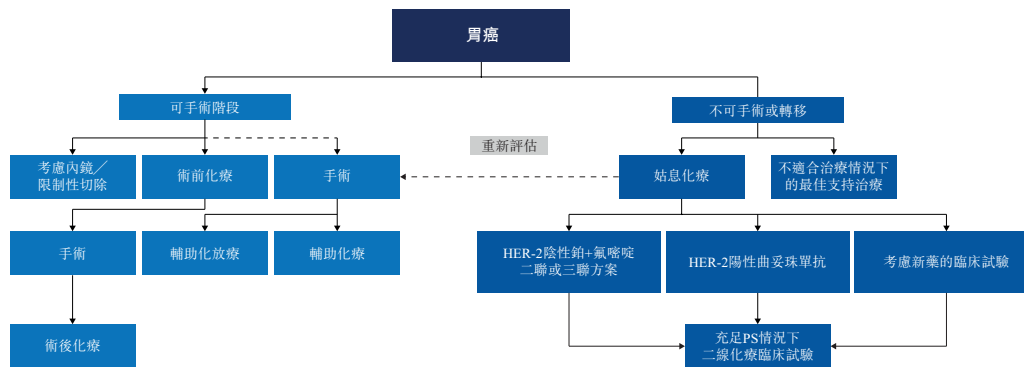 胃癌
可手術階段
不可手術或轉移
重新評估
考慮內鏡／
限制性切除
術前化療
手術
姑息化療
不適合治療情況下
的最佳支持治療
手術
輔助化放療
輔助化療
HER-2陰性鉑+氟嘧啶
二聯或三聯方案
HER-2陽性曲妥珠單抗
考慮新藥的臨床試驗
術後化療
充足PS情況下
二線化療臨床試驗